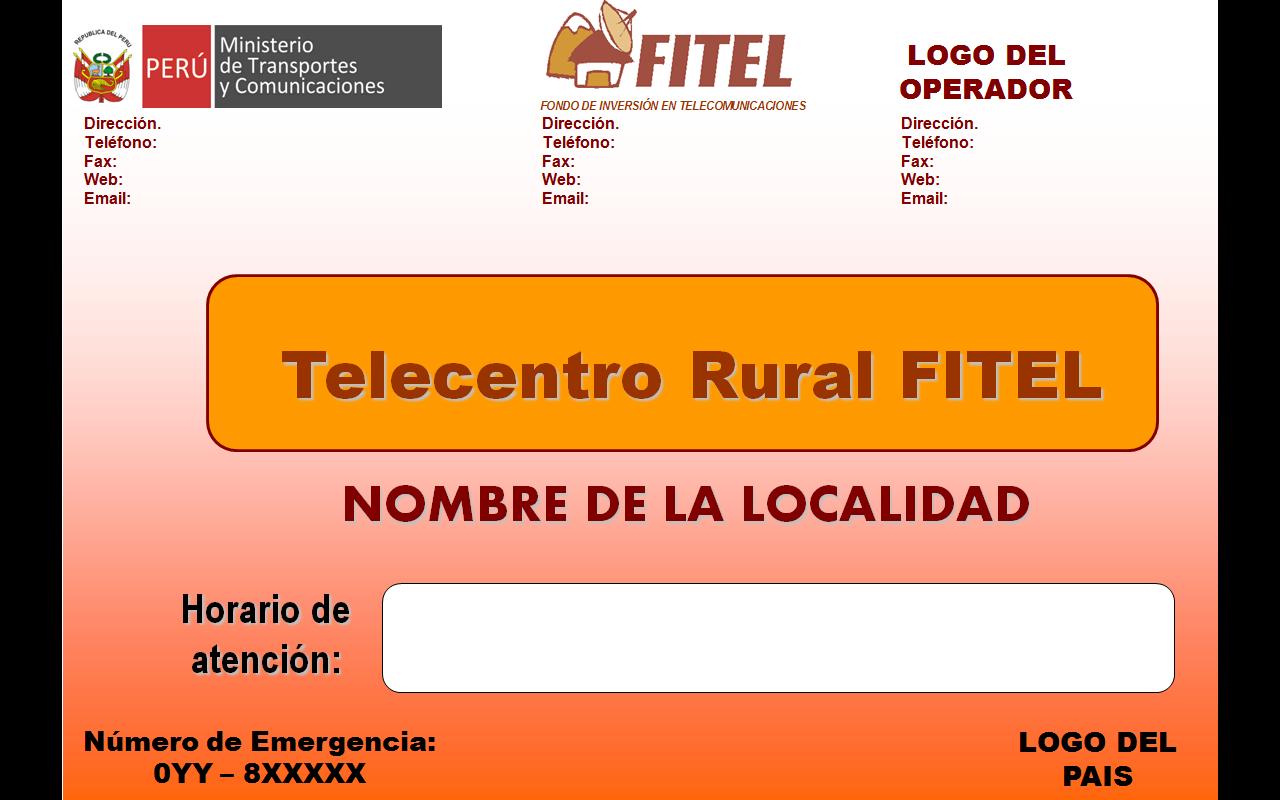 REPUBLICA DEL PERU
PERÚ
Ministerio
de Transportes
y Comunicaciones
Dirección.
Teléfono:
Fax:
Web:
Email:
FITEL
FONDO DE INVERSIÓN EN TELECOMUNICACIONES
Dirección.
Teléfono:
Fax:
Web:
Email:
LOGO DEL
OPERADOR
Dirección.
Teléfono:
Fax:
Web:
Email:
Telecentro Rural FITEL
NOMBRE DE LA LOCALIDAD
Horario de
atención:
Número de Emergencia:
0YY – 8XXXXX
LOGO DEL
PAIS